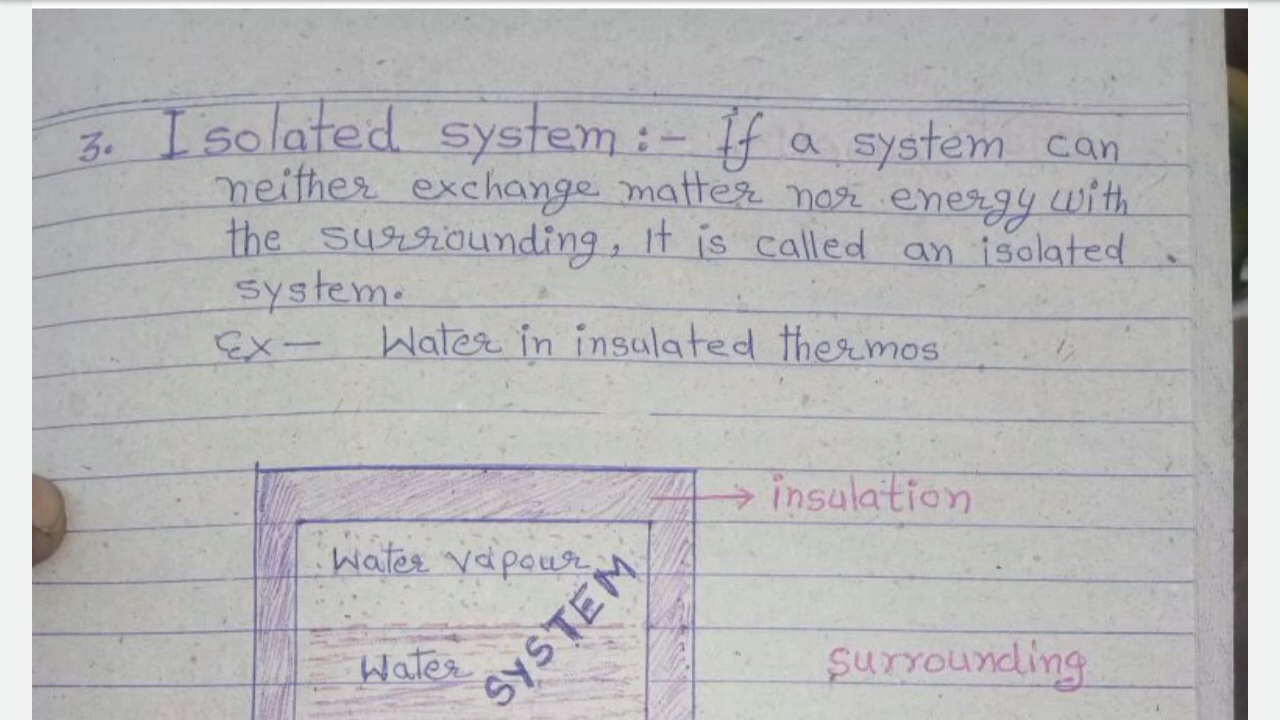 3. Isolated system :- If a system can
neither exchange matter nor energy with
the surrounding, it is called an isolated
system.
Ex - Water in insulated thermos
insulation
Water vapour
SYSTEM
Water
surrounding